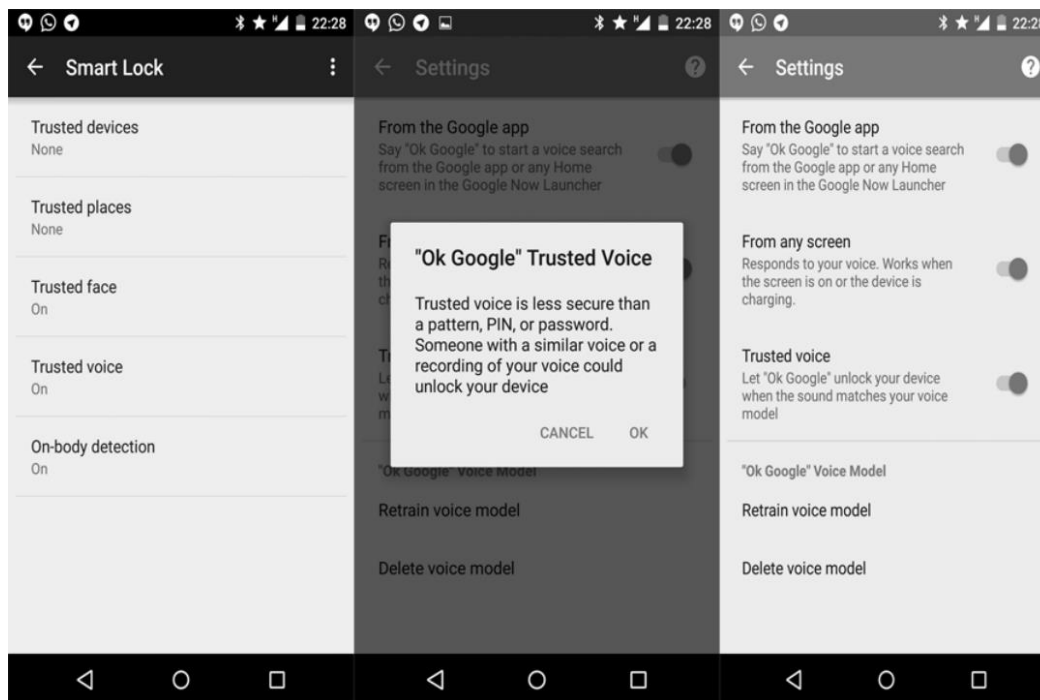 22:28
Smart Lock
Trusted devices
None
Trusted places
None
Trusted face
On
Trusted voice
On
On-body detection
On
22:28
Settings
From the Google app
Say "Ok Google" to start a voice search
from the Google app or any Home
screen in the Google Now Launcher
"Ok Google" Trusted Voice
Trusted voice is less secure than
a pattern, PIN, or password.
Someone with a similar voice or a
recording of your voice could
unlock your device
CANCEL OK
"Ok Google" Voice Model
Retrain voice model
Delete voice model
22:28
Settings
From the Google app
Say "Ok Google" to start a voice search
from the Google app or any Home
screen in the Google Now Launcher
From any screen
Responds to your voice. Works when
the screen is on or the device is
charging.
Trusted voice
Let "Ok Google" unlock your device
when the sound matches your voice
model
"Ok Google" Voice Model
Retrain voice model
Delete voice model